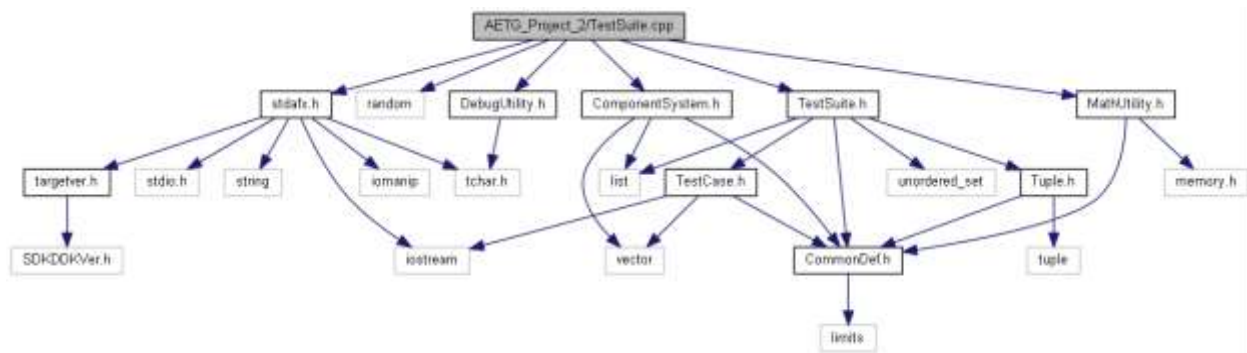 AETG_Project_2/TestSuite.cpp
stdafx.h
random
DebugUtility.h
ComponentSystem.h
TestSuite.h
MathUtility.h
targetver.h
stdio.h
string
iomanip
tchar.h
list
TestCase.h
unordered_set
Tuple.h
memory.h
SDKDDKVer.h
iostream
vector
CommonDef.h
tuple
limits